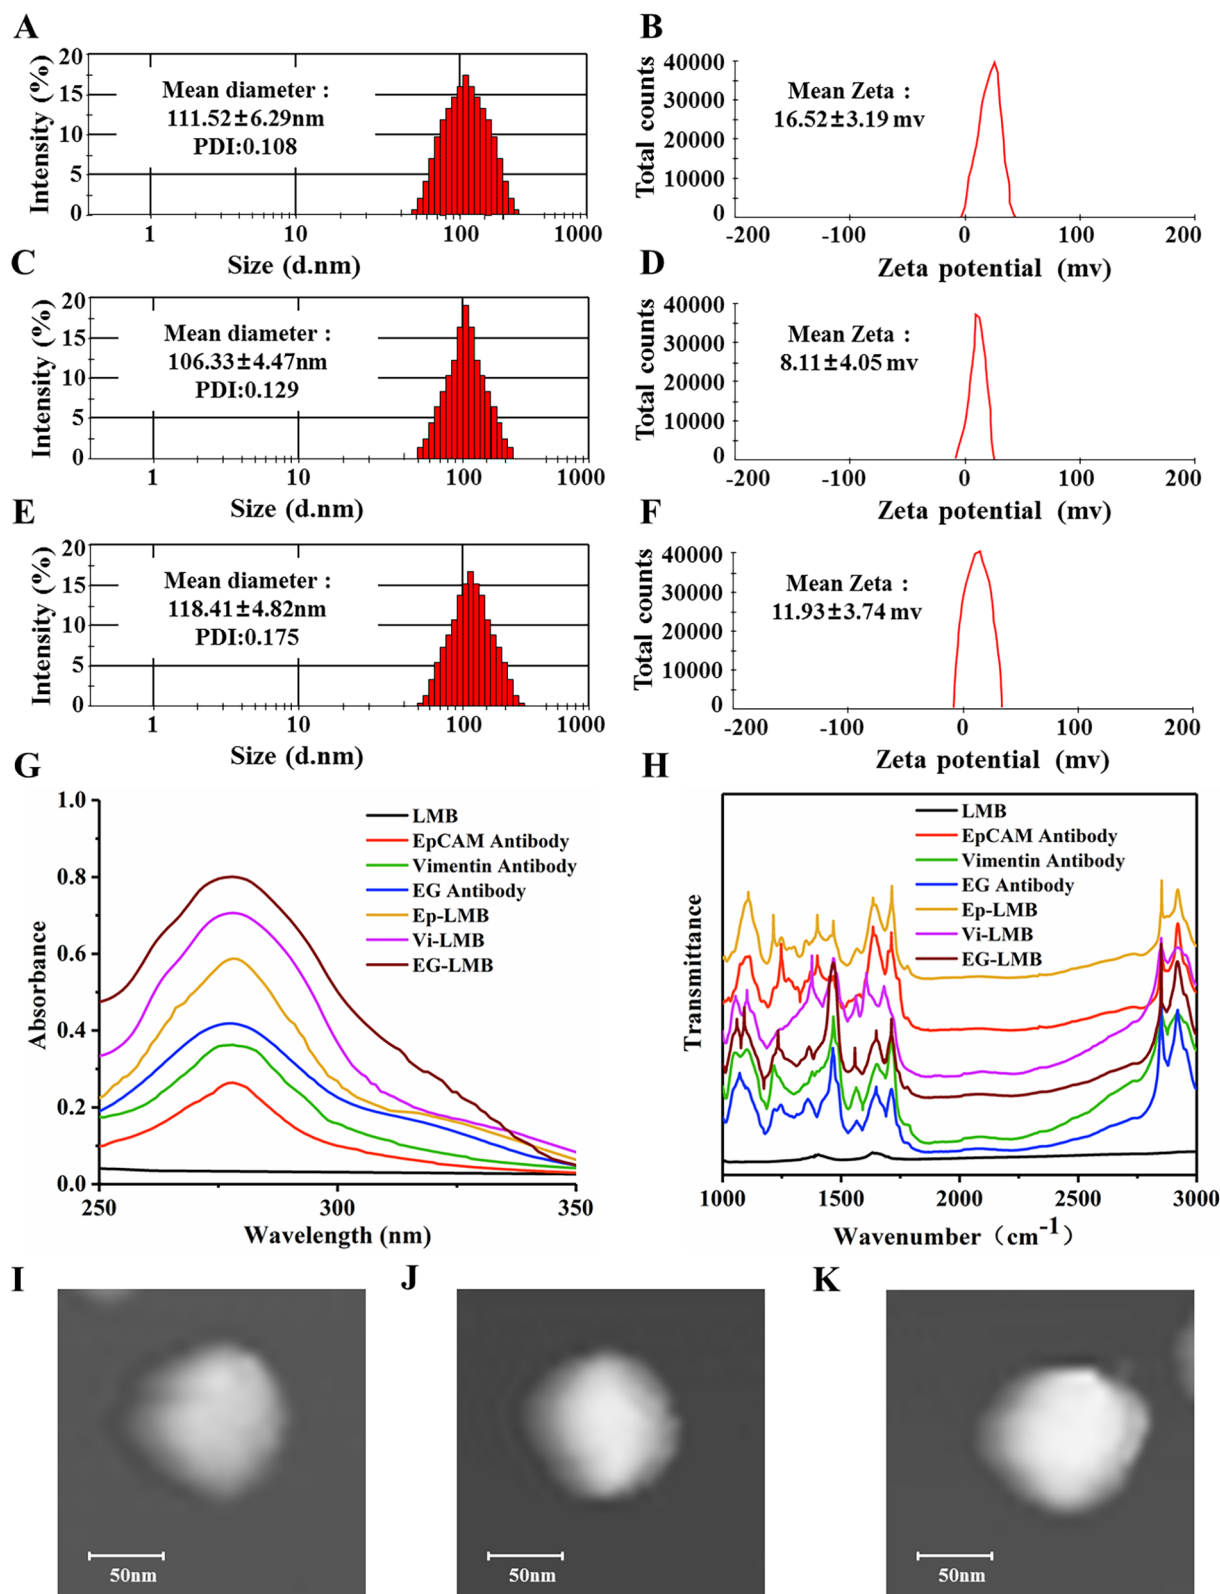 A
Intensity (%)
20
15
10
5
0
Mean diameter :
111.52±6.29nm
PDI:0.108
1 10 100 1000
Size (d.nm)
B
Total counts
40000
30000
20000
10000
0
Mean Zeta :
16.52±3.19 mv
-200 -100 0 100 200
Zeta potential (mv)
C
Intensity (%)
20
15
10
5
0
Mean diameter :
106.33±4.47nm
PDI:0.129
1 10 100 1000
Size (d.nm)
D
Total counts
40000
30000
20000
10000
0
Mean Zeta :
8.11±4.05 mv
-200 -100 0 100 200
Zeta potential (mv)
E
Intensity (%)
20
15
10
5
0
Mean diameter :
118.41±4.82nm
PDI:0.175
1 10 100 1000
Size (d.nm)
F
Total counts
40000
30000
20000
10000
0
Mean Zeta :
11.93±3.74 mv
-200 -100 0 100 200
Zeta potential (mv)
G
Absorbance
1.0
0.8
0.6
0.4
0.2
0.0
LMB
EpCAM Antibody
Vimentin Antibody
EG Antibody
Ep-LMB
Vi-LMB
EG-LMB
250 300 350
Wavelength (nm)
H
Transmittance
LMB
EpCAM Antibody
Vimentin Antibody
EG Antibody
Ep-LMB
Vi-LMB
EG-LMB
1000 1500 2000 2500 3000
Wavenumber（cm-1）
I
50nm
J
50nm
K
50nm